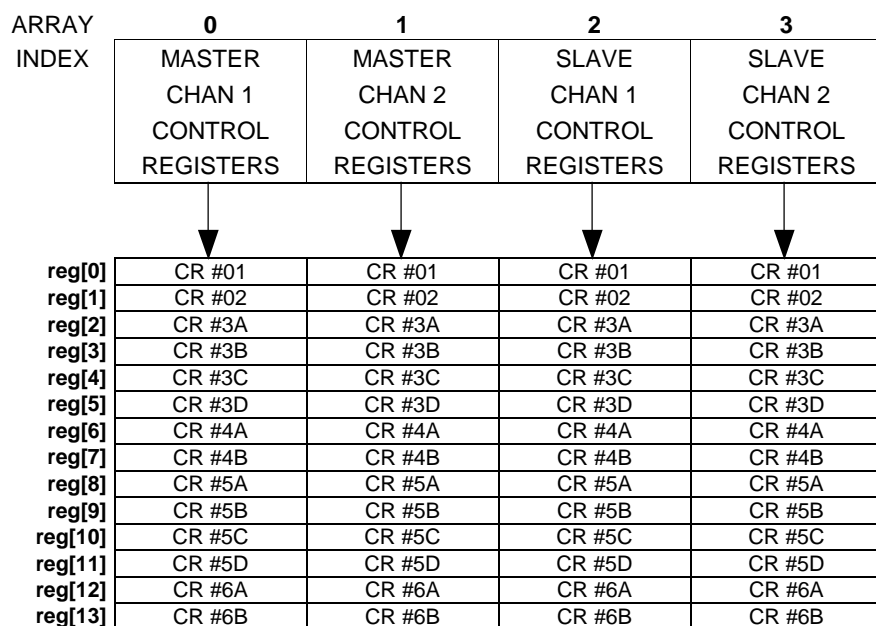 ARRAY 0 1 2 3
INDEX MASTER MASTER SLAVE SLAVE
CHAN 1 CHAN 2 CHAN 1 CHAN 2
CONTROL CONTROL CONTROL CONTROL
REGISTERS REGISTERS REGISTERS REGISTERS
reg[0] CR #01 CR #01 CR #01 CR #01
reg[1] CR #02 CR #02 CR #02 CR #02
reg[2] CR #3A CR #3A CR #3A CR #3A
reg[3] CR #3B CR #3B CR #3B CR #3B
reg[4] CR #3C CR #3C CR #3C CR #3C
reg[5] CR #3D CR #3D CR #3D CR #3D
reg[6] CR #4A CR #4A CR #4A CR #4A
reg[7] CR #4B CR #4B CR #4B CR #4B
reg[8] CR #5A CR #5A CR #5A CR #5A
reg[9] CR #5B CR #5B CR #5B CR #5B
reg[10] CR #5C CR #5C CR #5C CR #5C
reg[11] CR #5D CR #5D CR #5D CR #5D
reg[12] CR #6A CR #6A CR #6A CR #6A
reg[13] CR #6B CR #6B CR #6B CR #6B